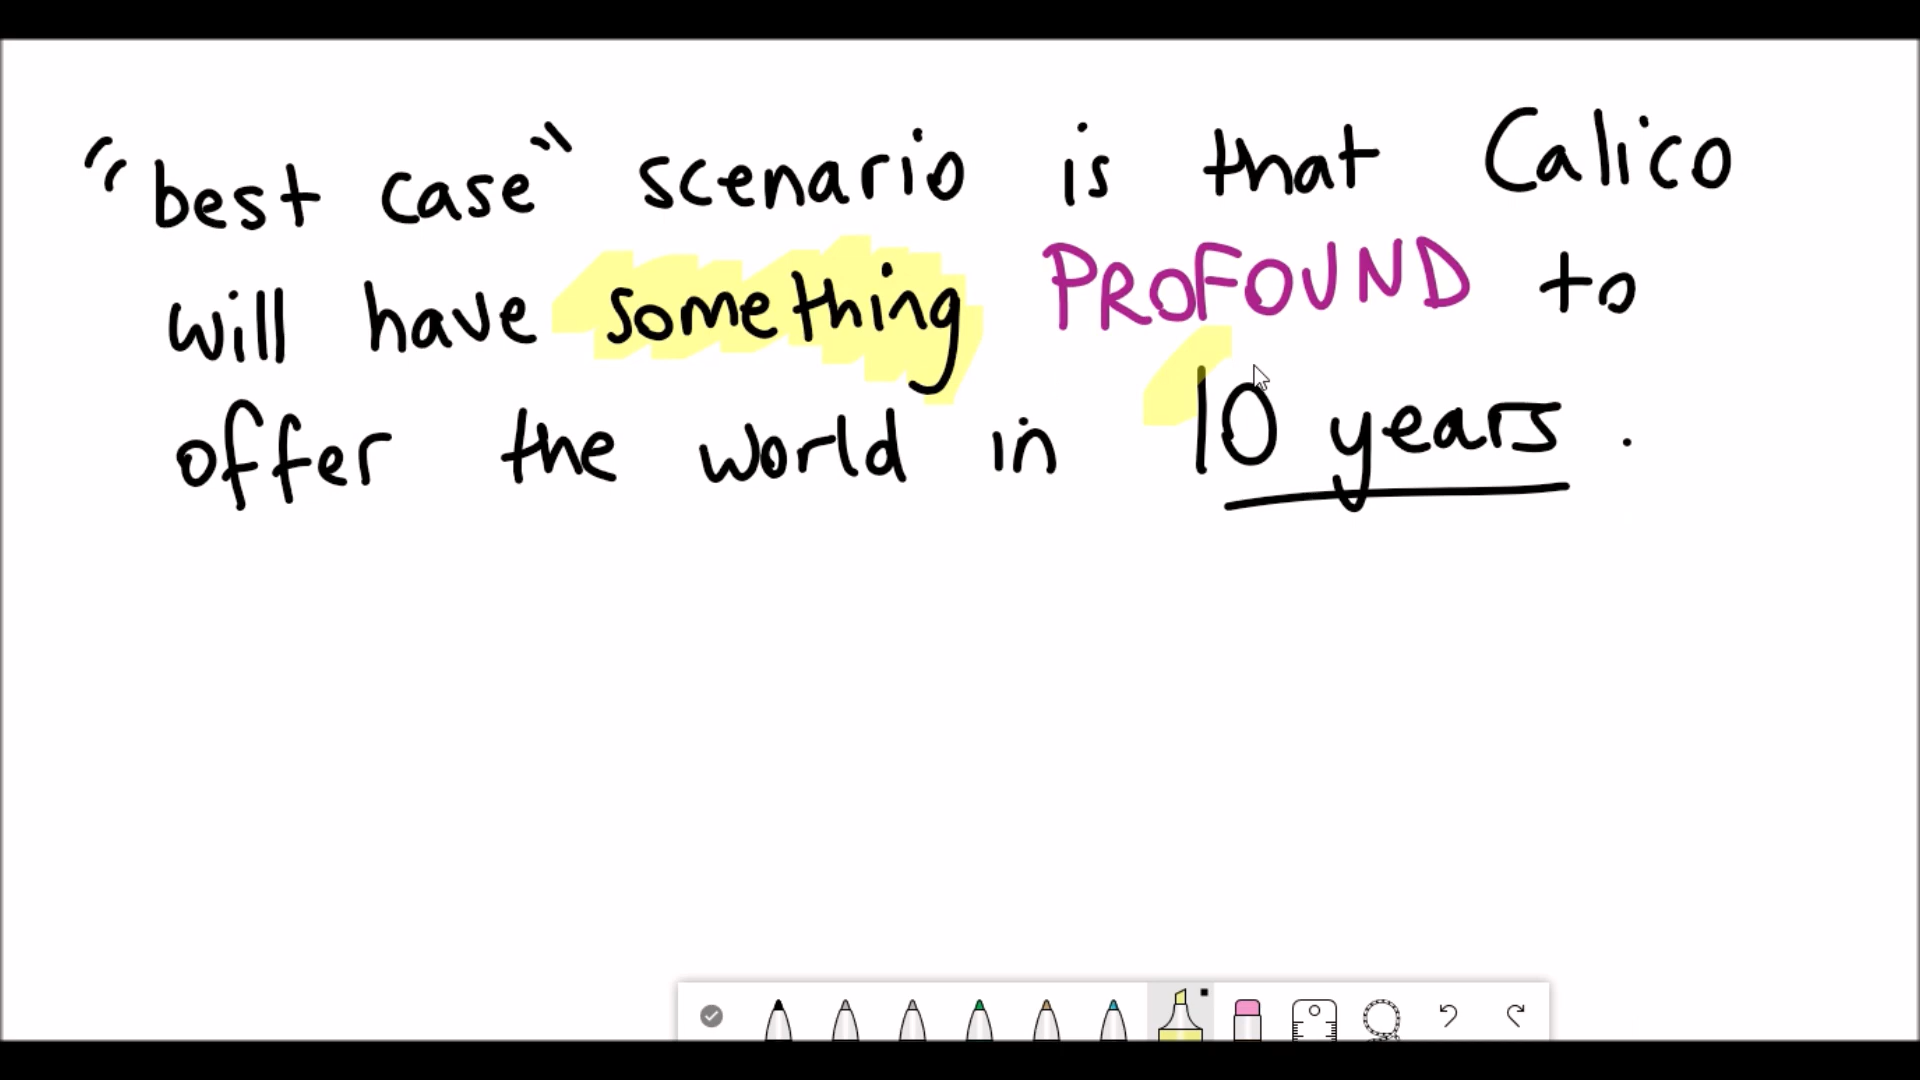 "best case" scenario is that Calico
will have something PROFOUND to
offer the world in 10 years.